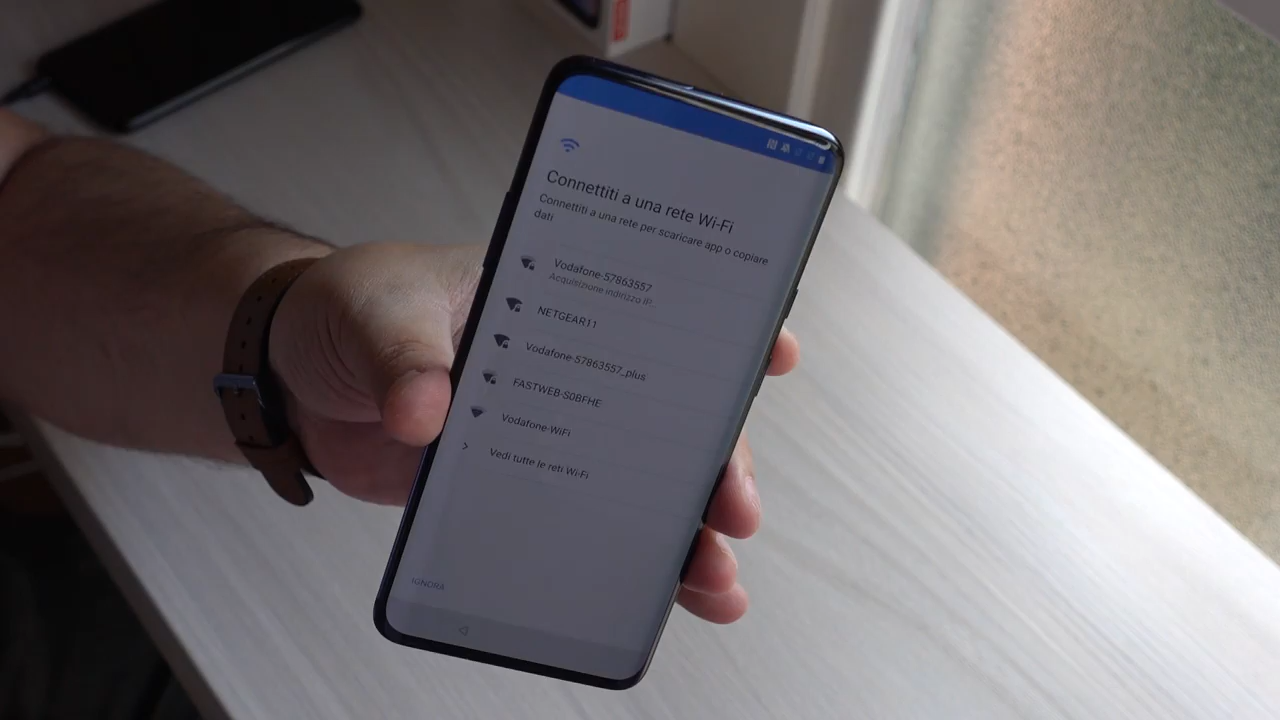 Connettiti a una rete Wi-Fi
Connettiti a una rete per scaricare app o copiare
dati
Vodafone-57863557
Acquisizione indirizzo IP...
NETGEAR11
Vodafone-57863557_plus
FASTWEB-S0BFHE
Vodafone-WiFi
Vedi tutte le reti Wi-Fi
IGNORA